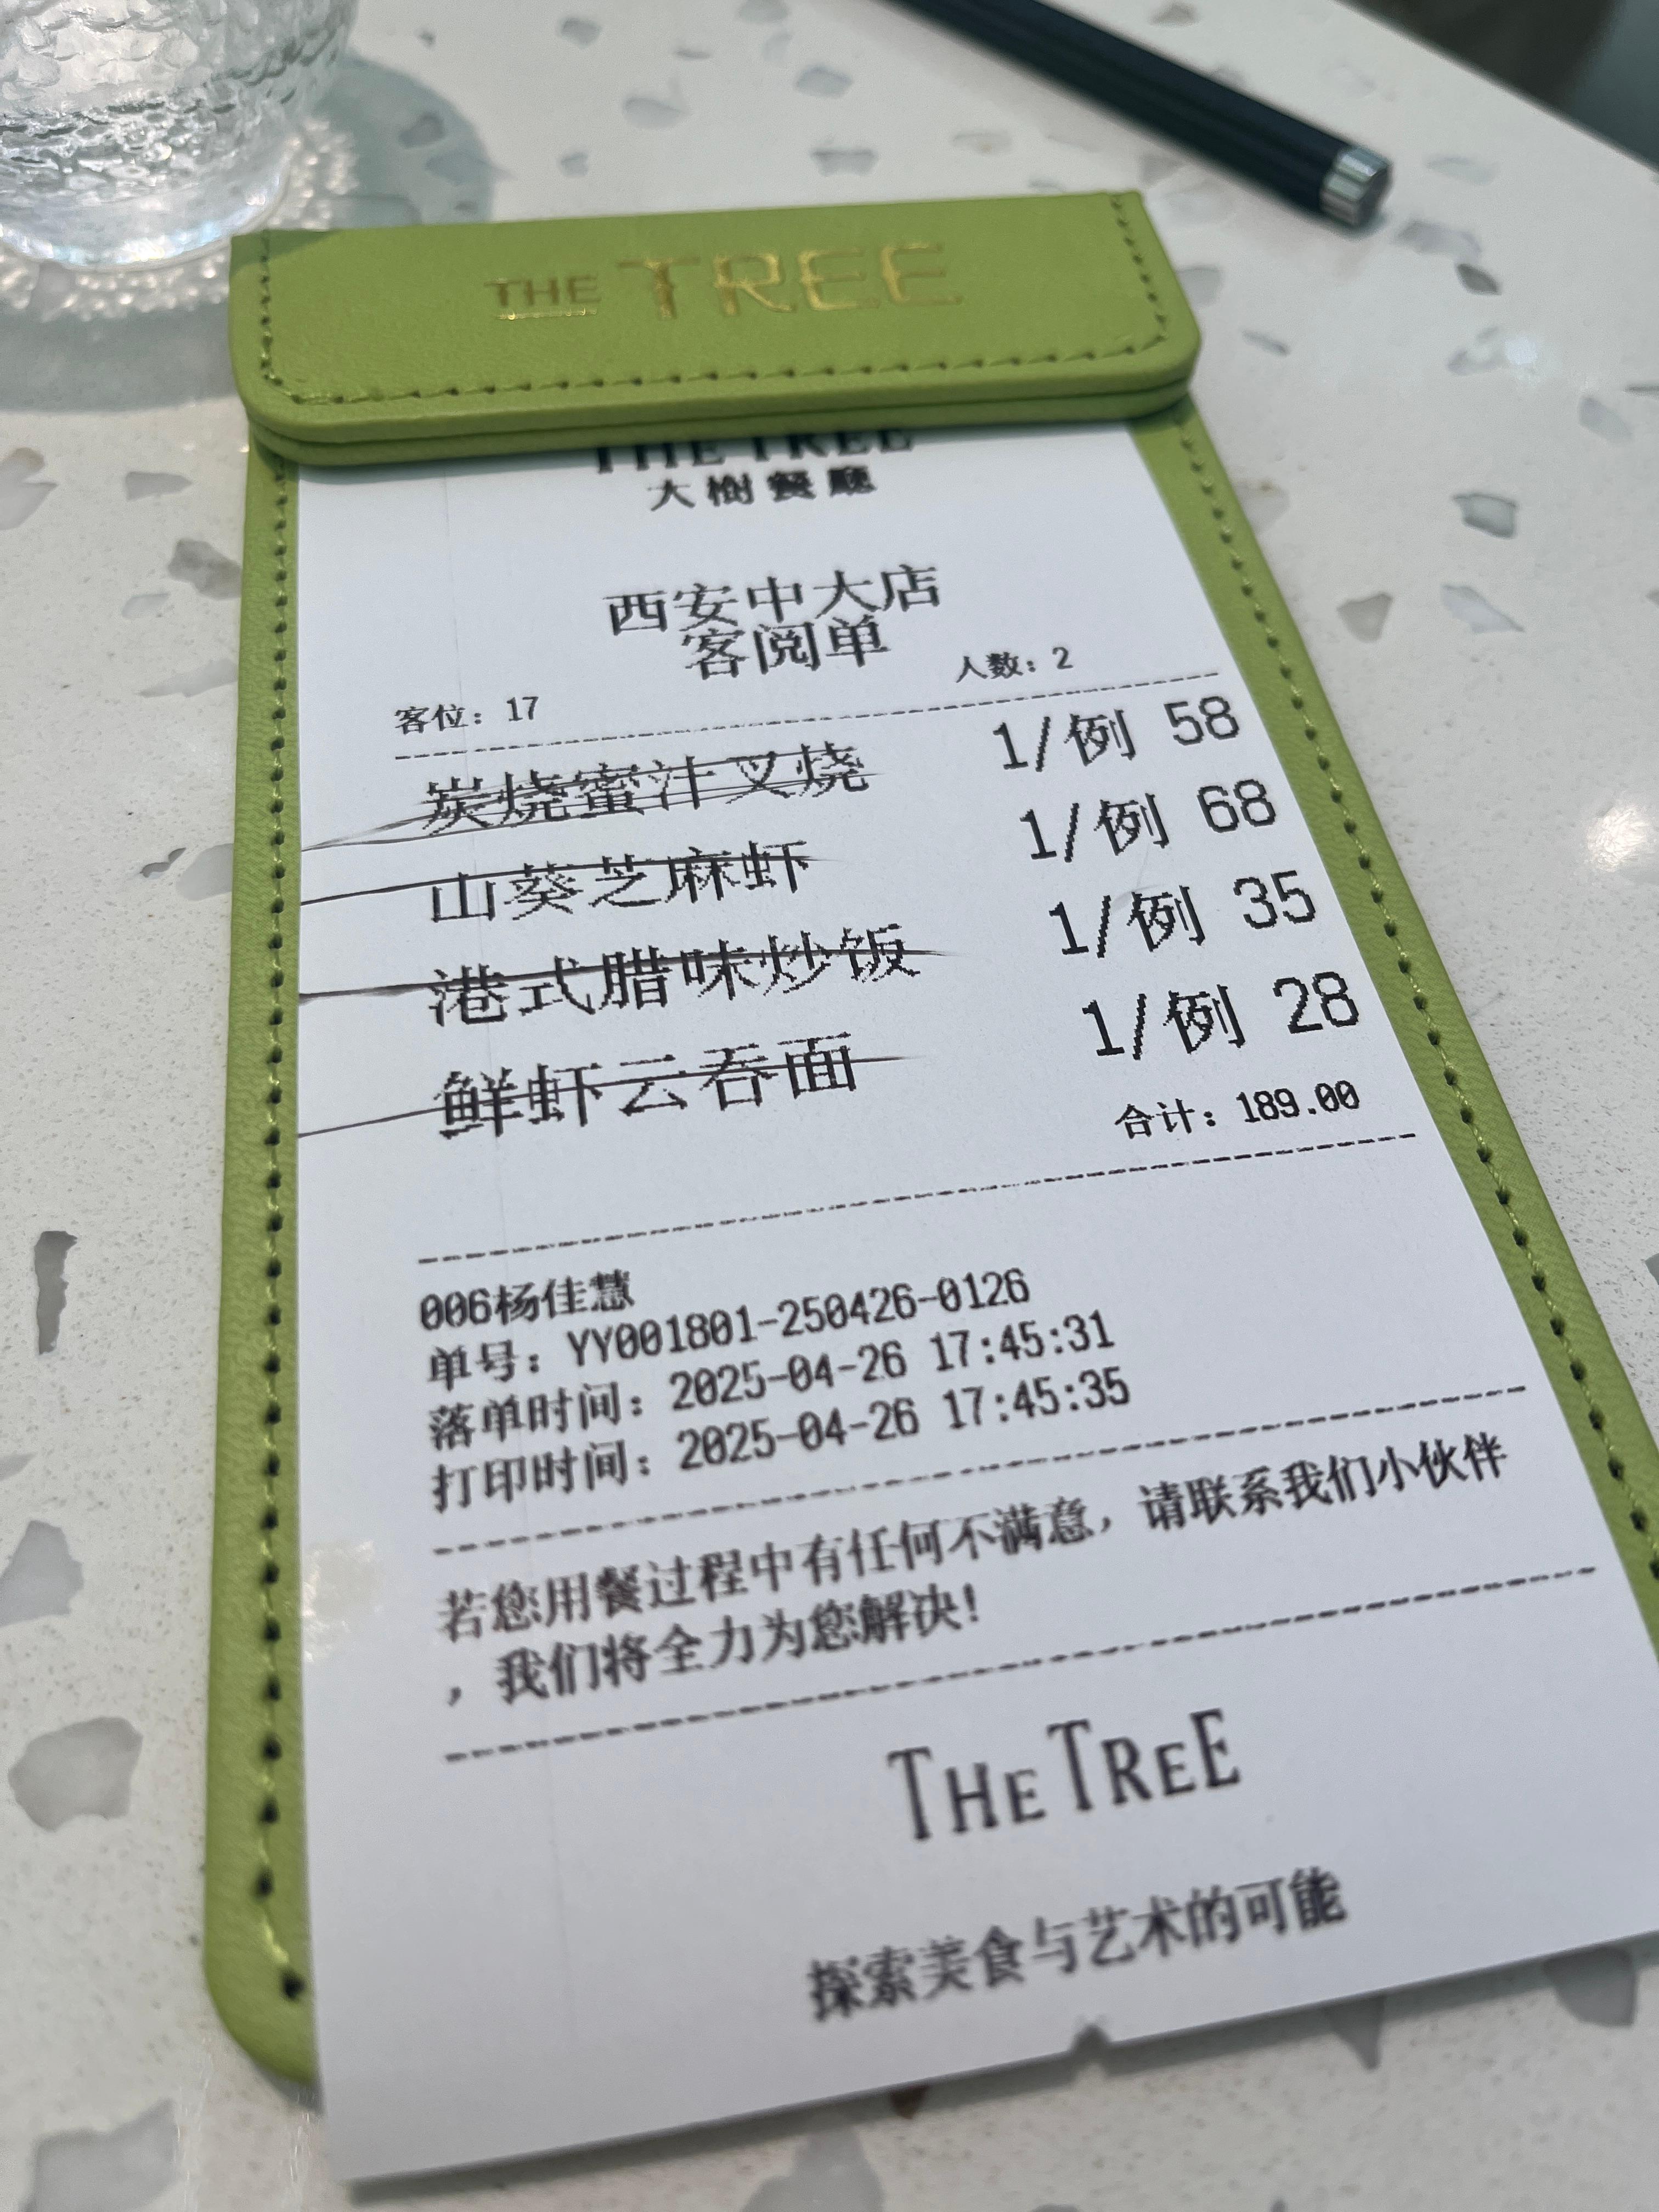 THE TREE
THE TREE
大樹餐廳
西安中大店
客阅单
客位：17 人数：2
炭烧蜜汁叉烧 1/例 58
山葵芝麻虾 1/例 68
港式腊味炒饭 1/例 35
鲜虾云吞面 1/例 28
合计：189.00
006杨佳慧
单号：YY001801-250426-0126
落单时间：2025-04-26 17:45:31
打印时间：2025-04-26 17:45:35
若您用餐过程中有任何不满意，请联系我们小伙伴
，我们将全力为您解决！
THE TREE
探索美食与艺术的可能